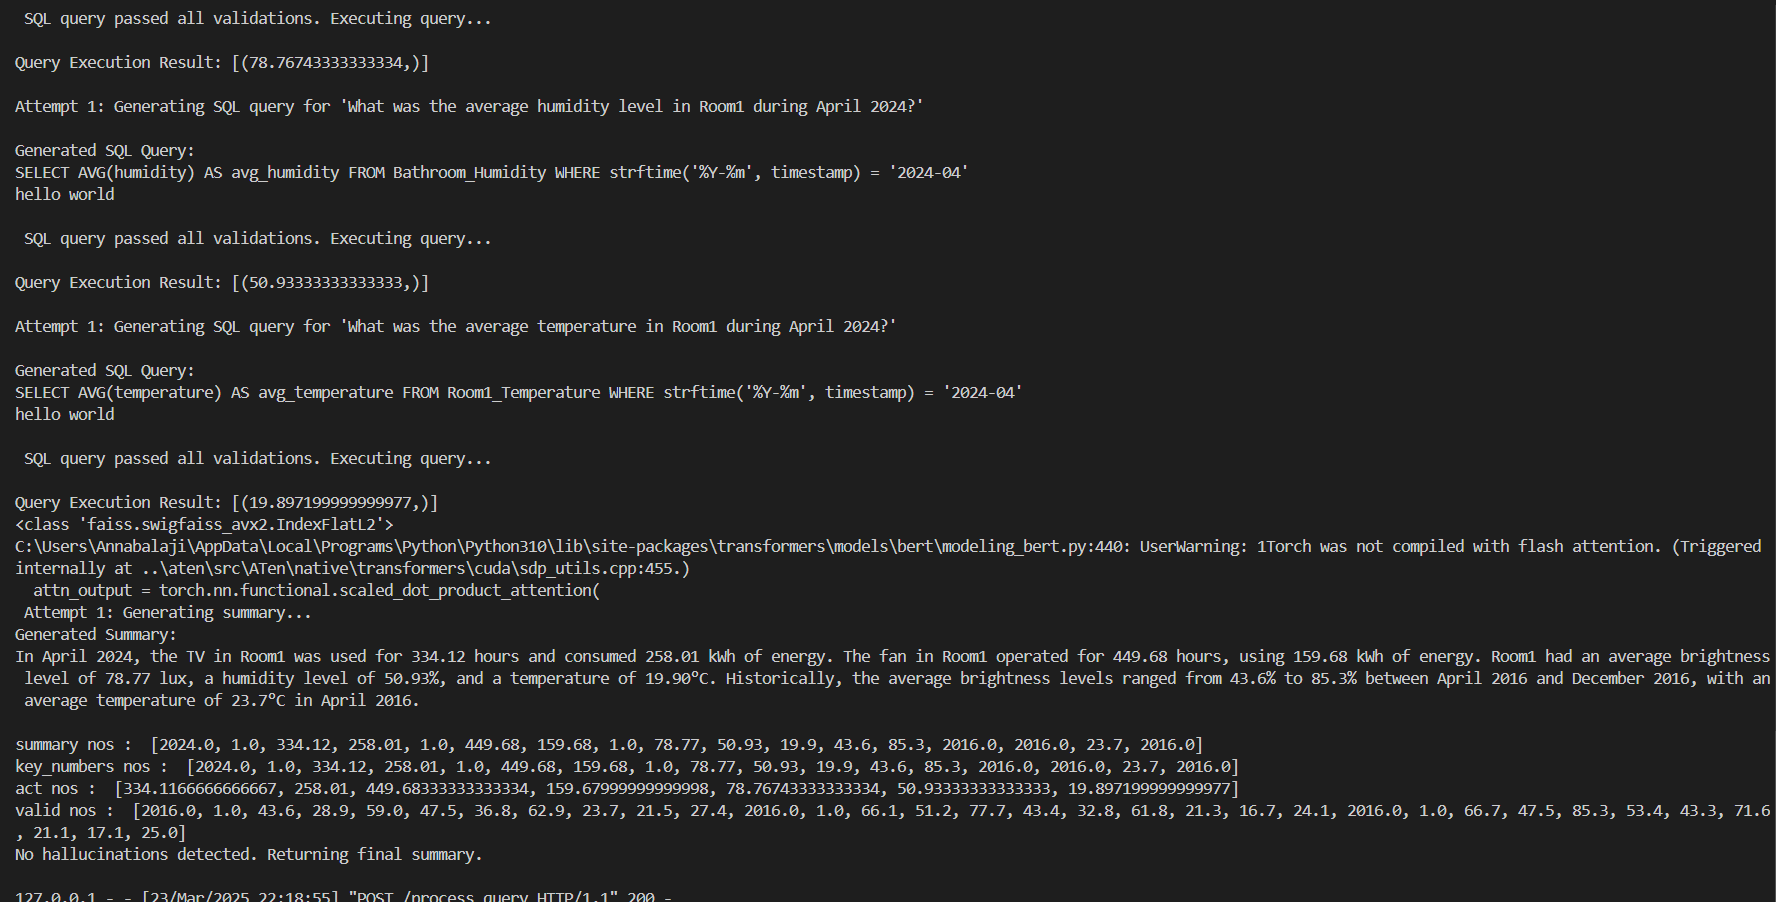 SQL query passed all validations. Executing query...
Query Execution Result: [(78.76743333333334,)]
Attempt 1: Generating SQL query for 'What was the average humidity level in Room1 during April 2024?'
Generated SQL Query:
SELECT AVG(humidity) AS avg_humidity FROM Bathroom_Humidity WHERE strftime('%Y-%m', timestamp) = '2024-04'
hello world
SQL query passed all validations. Executing query...
Query Execution Result: [(50.93333333333333,)]
Attempt 1: Generating SQL query for 'What was the average temperature in Room1 during April 2024?'
Generated SQL Query:
SELECT AVG(temperature) AS avg_temperature FROM Room1_Temperature WHERE strftime('%Y-%m', timestamp) = '2024-04'
hello world
SQL query passed all validations. Executing query...
Query Execution Result: [(19.897199999999977,)]
<class 'faiss.swigfaiss_avx2.IndexFlatL2'>
C:\Users\Annabalaji\AppData\Local\Programs\Python\Python310\lib\site-packages\transformers\models\bert\modeling_bert.py:440: UserWarning: 1Torch was not compiled with flash attention. (Triggered
internally at ..\aten\src\ATen\native\transformers\cuda\sdp_utils.cpp:455.)
attn_output = torch.nn.functional.scaled_dot_product_attention(
Attempt 1: Generating summary...
Generated Summary:
In April 2024, the TV in Room1 was used for 334.12 hours and consumed 258.01 kWh of energy. The fan in Room1 operated for 449.68 hours, using 159.68 kWh of energy. Room1 had an average brightness
level of 78.77 lux, a humidity level of 50.93%, and a temperature of 19.90°C. Historically, the average brightness levels ranged from 43.6% to 85.3% between April 2016 and December 2016, with an
average temperature of 23.7°C in April 2016.
summary nos :  [2024.0, 1.0, 334.12, 258.01, 1.0, 449.68, 159.68, 1.0, 78.77, 50.93, 19.9, 43.6, 85.3, 2016.0, 2016.0, 23.7, 2016.0]
key_numbers nos :  [2024.0, 1.0, 334.12, 258.01, 1.0, 449.68, 159.68, 1.0, 78.77, 50.93, 19.9, 43.6, 85.3, 2016.0, 2016.0, 23.7, 2016.0]
act nos :  [334.1166666666667, 258.01, 449.68333333333334, 159.67999999999998, 78.76743333333334, 50.93333333333333, 19.897199999999977]
valid nos :  [2016.0, 1.0, 43.6, 28.9, 59.0, 47.5, 36.8, 62.9, 23.7, 21.5, 27.4, 2016.0, 1.0, 66.1, 51.2, 77.7, 43.4, 32.8, 61.8, 21.3, 16.7, 24.1, 2016.0, 1.0, 66.7, 47.5, 85.3, 53.4, 43.3, 71.6
, 21.1, 17.1, 25.0]
No hallucinations detected. Returning final summary.
127.0.0.1 - - [23/Mar/2025 22:18:55] "POST /process_query HTTP/1.1" 200 -